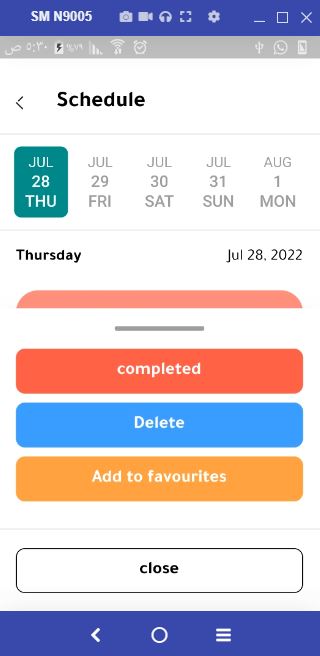 SM N9005
ص ٥:٣٠ %٧٩
Schedule
JUL JUL JUL JUL AUG
28 29 30 31 1
THU FRI SAT SUN MON
Thursday Jul 28, 2022
completed
Delete
Add to favourites
close